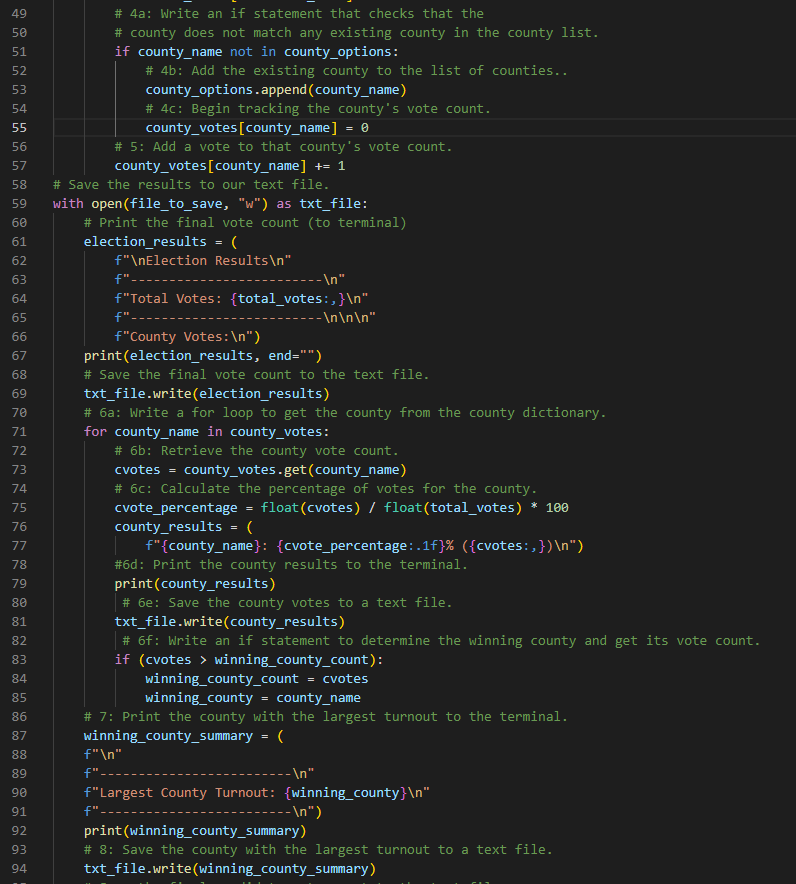 49 # 4a: Write an if statement that checks that the
50 # county does not match any existing county in the county list.
51 if county_name not in county_options:
52 # 4b: Add the existing county to the list of counties..
53 county_options.append(county_name)
54 # 4c: Begin tracking the county's vote count.
55 county_votes[county_name] = 0
56 # 5: Add a vote to that county's vote count.
57 county_votes[county_name] += 1
58 # Save the results to our text file.
59 with open(file_to_save, "w") as txt_file:
60 # Print the final vote count (to terminal)
61 election_results = (
62 f"\nElection Results\n"
63 f"-------------------------\n"
64 f"Total Votes: {total_votes:,}\n"
65 f"-------------------------\n\n\n"
66 f"County Votes:\n")
67 print(election_results, end="")
68 # Save the final vote count to the text file.
69 txt_file.write(election_results)
70 # 6a: Write a for loop to get the county from the county dictionary.
71 for county_name in county_votes:
72 # 6b: Retrieve the county vote count.
73 cvotes = county_votes.get(county_name)
74 # 6c: Calculate the percentage of votes for the county.
75 cvote_percentage = float(cvotes) / float(total_votes) * 100
76 county_results = (
77 f"{county_name}: {cvote_percentage:.1f}% ({cvotes:,})\n")
78 #6d: Print the county results to the terminal.
79 print(county_results)
80 # 6e: Save the county votes to a text file.
81 txt_file.write(county_results)
82 # 6f: Write an if statement to determine the winning county and get its vote count.
83 if (cvotes > winning_county_count):
84 winning_county_count = cvotes
85 winning_county = county_name
86 # 7: Print the county with the largest turnout to the terminal.
87 winning_county_summary = (
88 f"\n"
89 f"-------------------------\n"
90 f"Largest County Turnout: {winning_county}\n"
91 f"-------------------------\n")
92 print(winning_county_summary)
93 # 8: Save the county with the largest turnout to a text file.
94 txt_file.write(winning_county_summary)